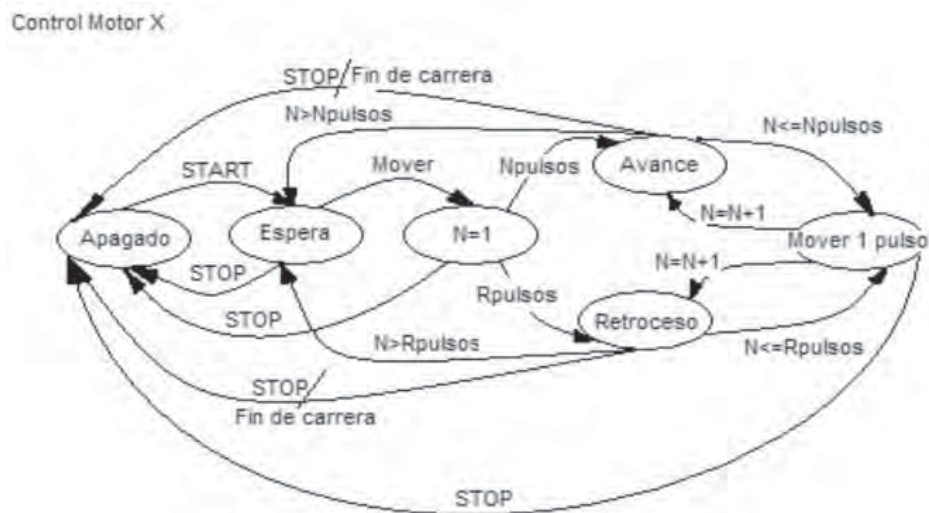 Control Motor X
STOP/Fin de carrera
N>Npulsos
N<=Npulsos
Mover
Npulsos
Avance
START
N=N+1
Apagado
Espera
N=1
Mover 1 pulso
STOP
N=N+1
Rpulsos
STOP
Retroceso
N>Rpulsos
N<=Rpulsos
STOP/
Fin de carrera
STOP